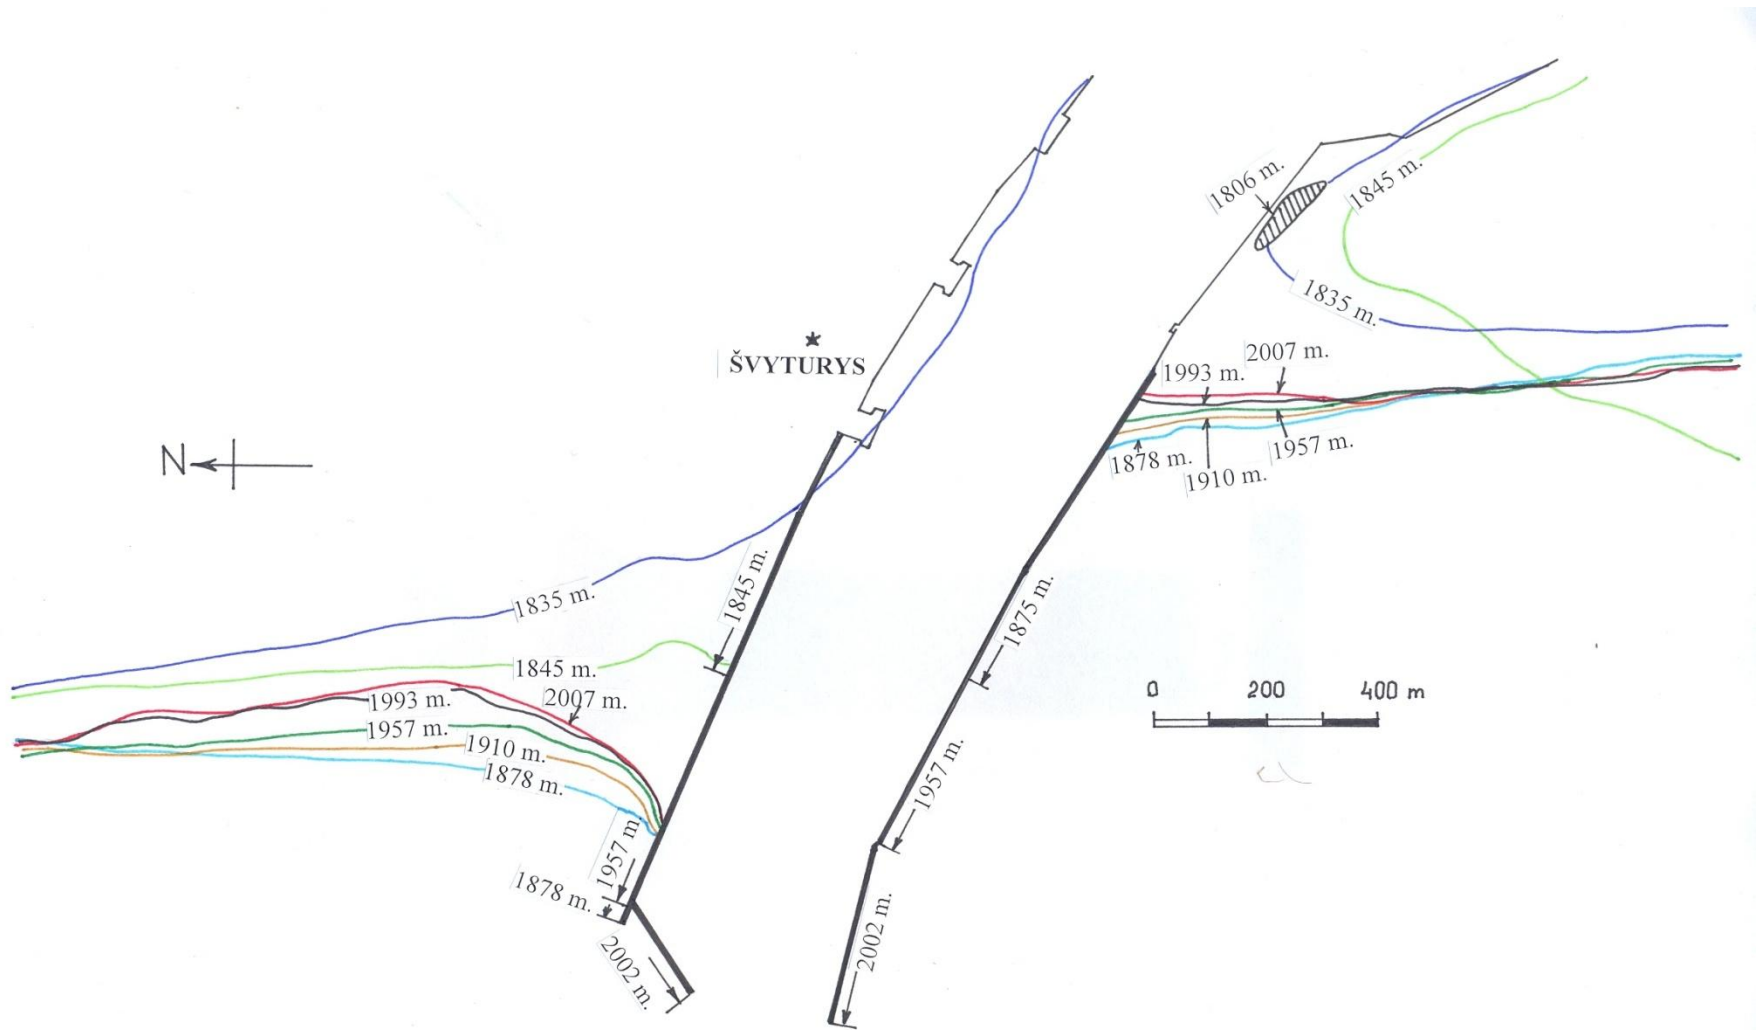 1806 m.
1845 m.
1835 m.
ŠVYTURYS
2007 m.
1993 m.
N
1957 m.
1878 m.
1910 m.
1845 m.
1835 m.
1875 m.
1845 m.
0 200 400 m
1993 m.
2007 m.
1957 m.
1910 m.
1878 m.
1957 m.
1957 m
1878 m.
2002 m.
2002 m.